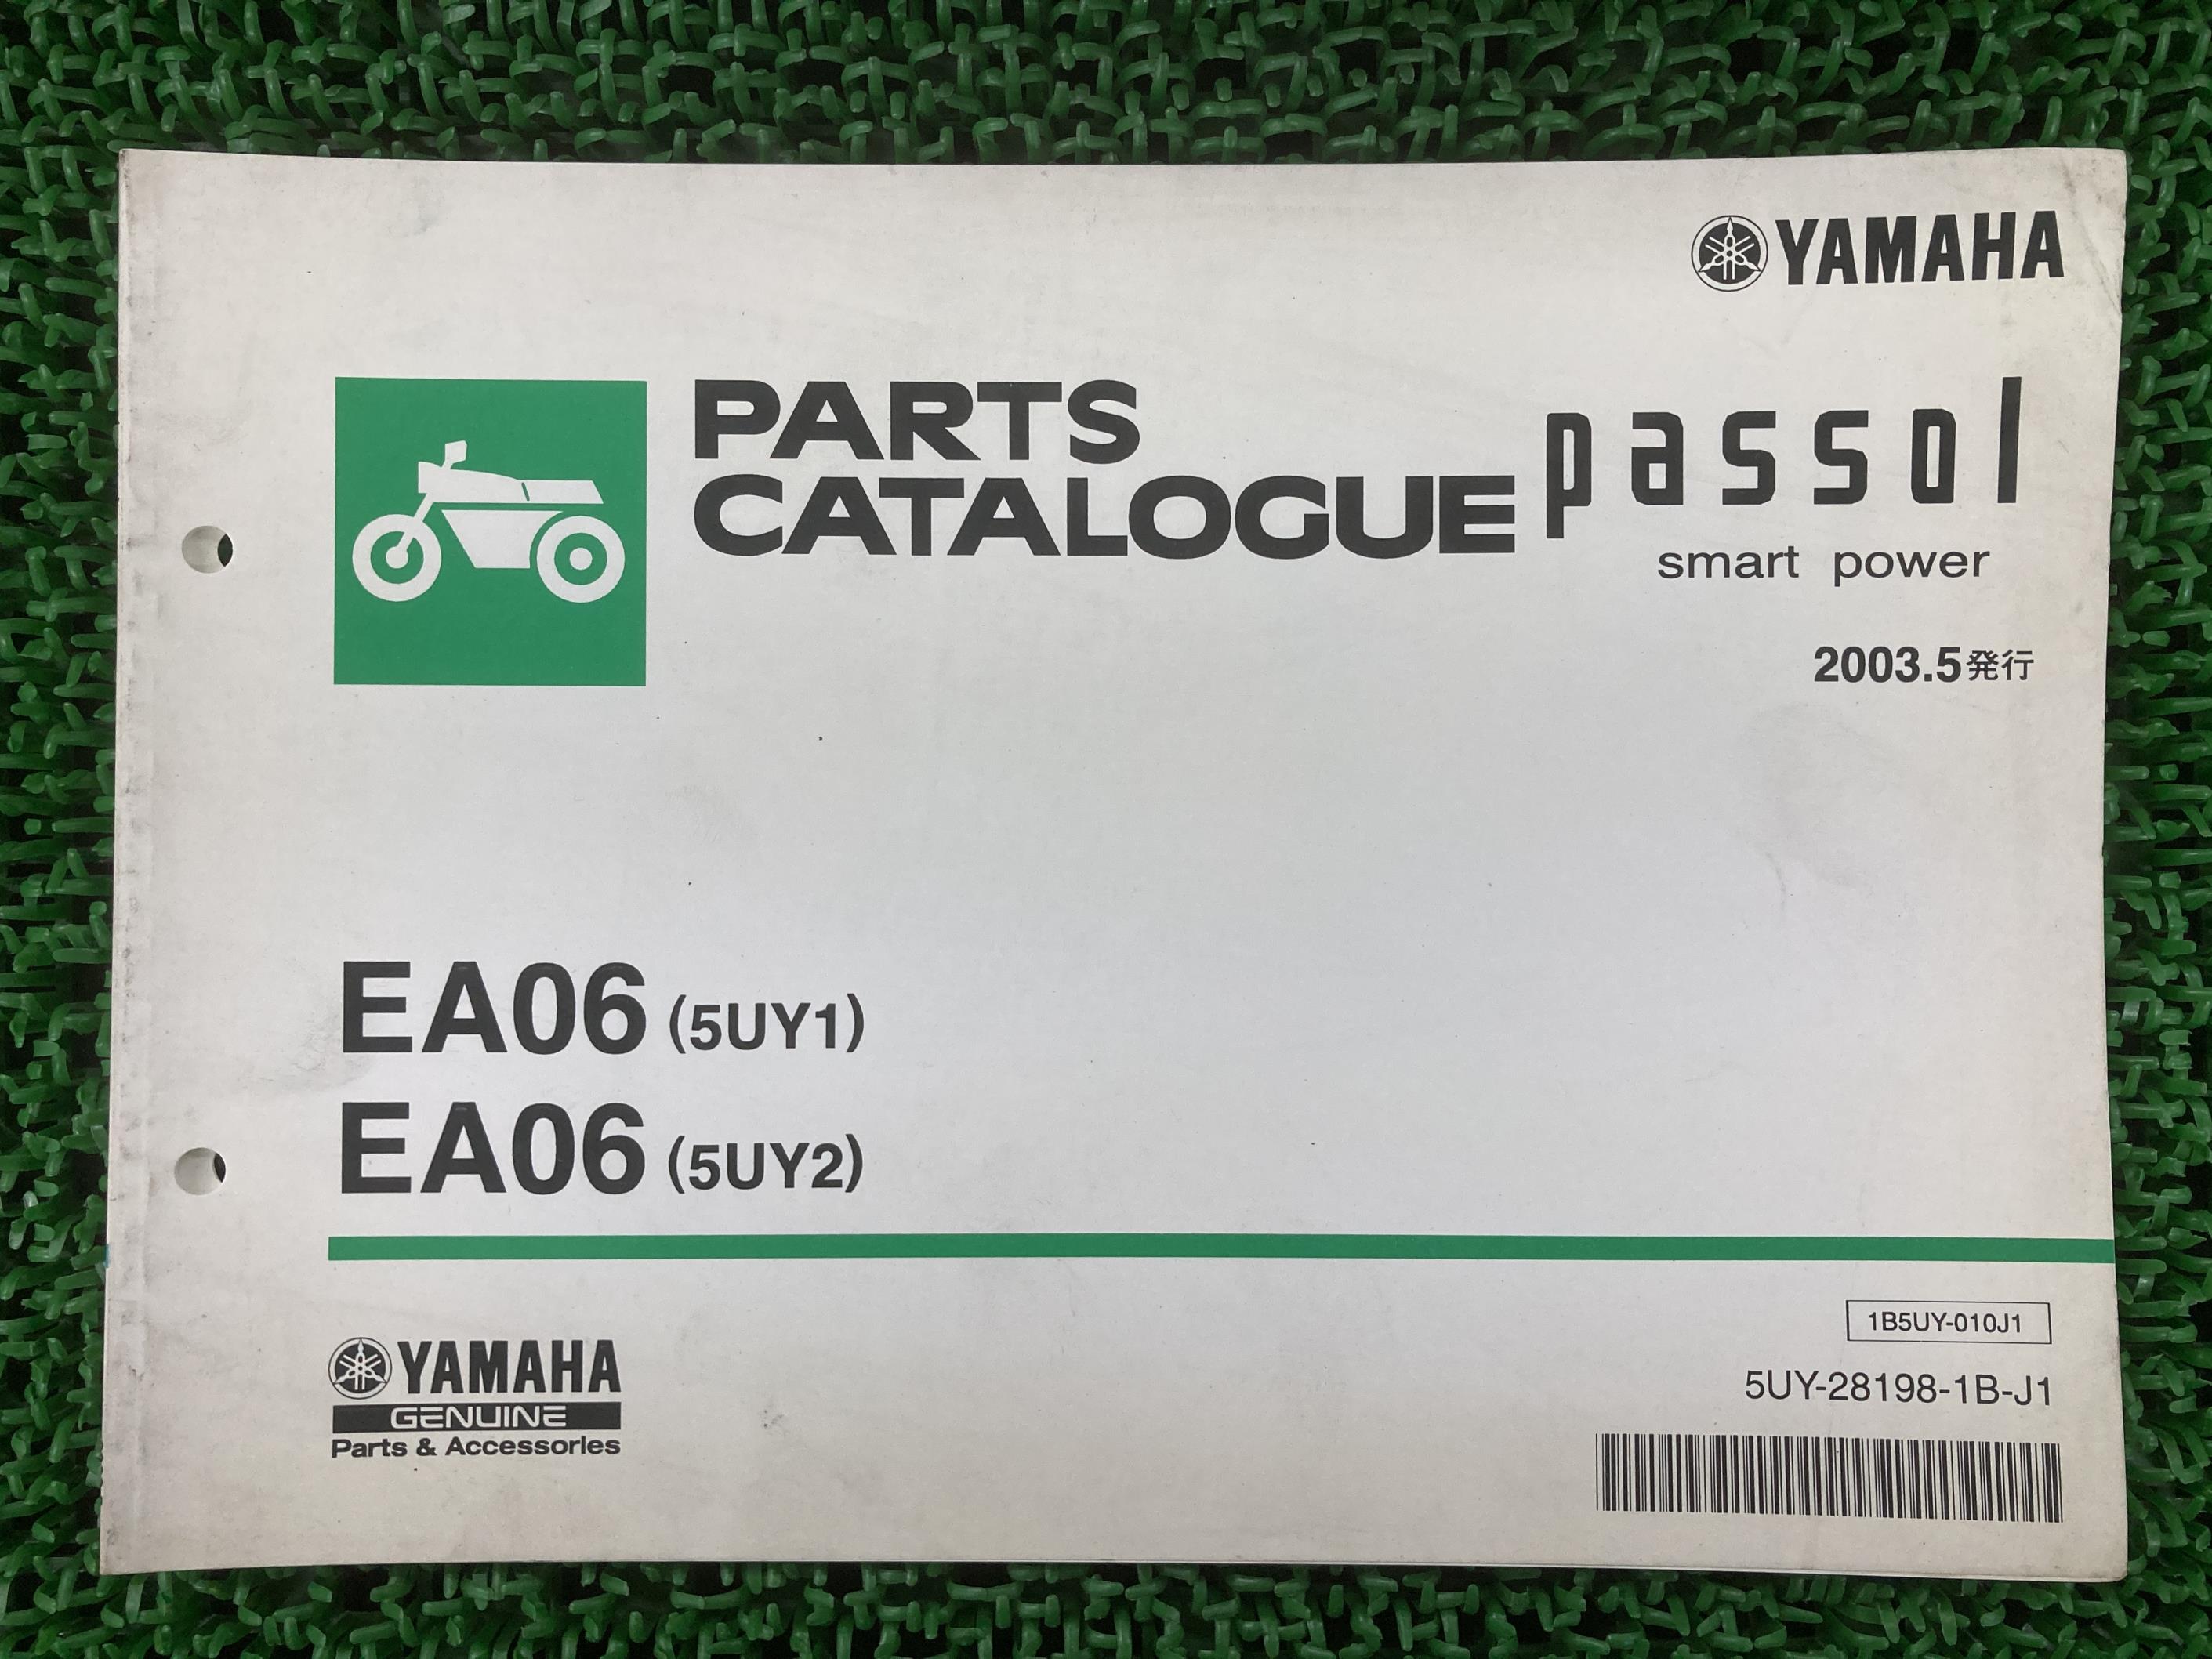 YAMAHA
PARTS
CATALOGUE
passol
smart power
2003.5発行
EA06 (5UY1)
EA06 (5UY2)
YAMAHA
GENUINE
Parts & Accessories
1B5UY-010J1
5UY-28198-1B-J1